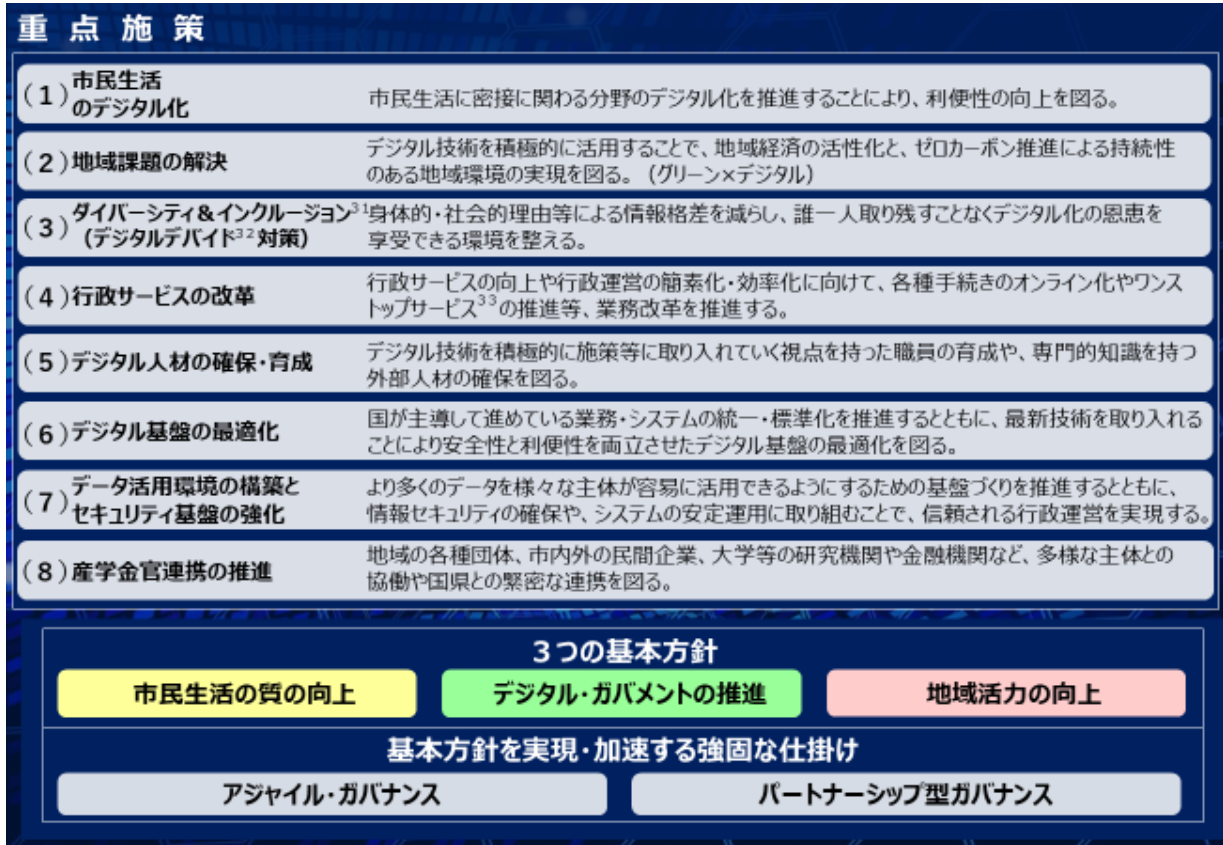 重点施策
(1)市民生活
のデジタル化
市民生活に密接に関わる分野のデジタル化を推進することにより、利便性の向上を図る。
(2)地域課題の解決
デジタル技術を積極的に活用することで、地域経済の活性化と、ゼロカーボン推進による持続性
のある地域環境の実現を図る。(グリーン×デジタル)
(3)ダイバーシティ&インクルージョン31
(デジタルデバイド32対策)
身体的・社会的理由等による情報格差を減らし、誰一人取り残すことなくデジタル化の恩恵を
享受できる環境を整える。
(4)行政サービスの改革
行政サービスの向上や行政運営の簡素化・効率化に向けて、各種手続きのオンライン化やワンス
トップサービス33の推進等、業務改革を推進する。
(5)デジタル人材の確保・育成
デジタル技術を積極的に施策等に取り入れていく視点を持った職員の育成や、専門的知識を持つ
外部人材の確保を図る。
(6)デジタル基盤の最適化
国が主導して進めている業務・システムの統一・標準化を推進するとともに、最新技術を取り入れる
ことにより安全性と利便性を両立させたデジタル基盤の最適化を図る。
(7)データ活用環境の構築と
セキュリティ基盤の強化
より多くのデータを様々な主体が容易に活用できるようにするための基盤づくりを推進するとともに、
情報セキュリティの確保や、システムの安定運用に取り組むことで、信頼される行政運営を実現する。
(8)産学金官連携の推進
地域の各種団体、市内外の民間企業、大学等の研究機関や金融機関など、多様な主体との
協働や国県との緊密な連携を図る。
3つの基本方針
市民生活の質の向上
デジタル・ガバメントの推進
地域活力の向上
基本方針を実現・加速する強固な仕掛け
アジャイル・ガバナンス
パートナーシップ型ガバナンス